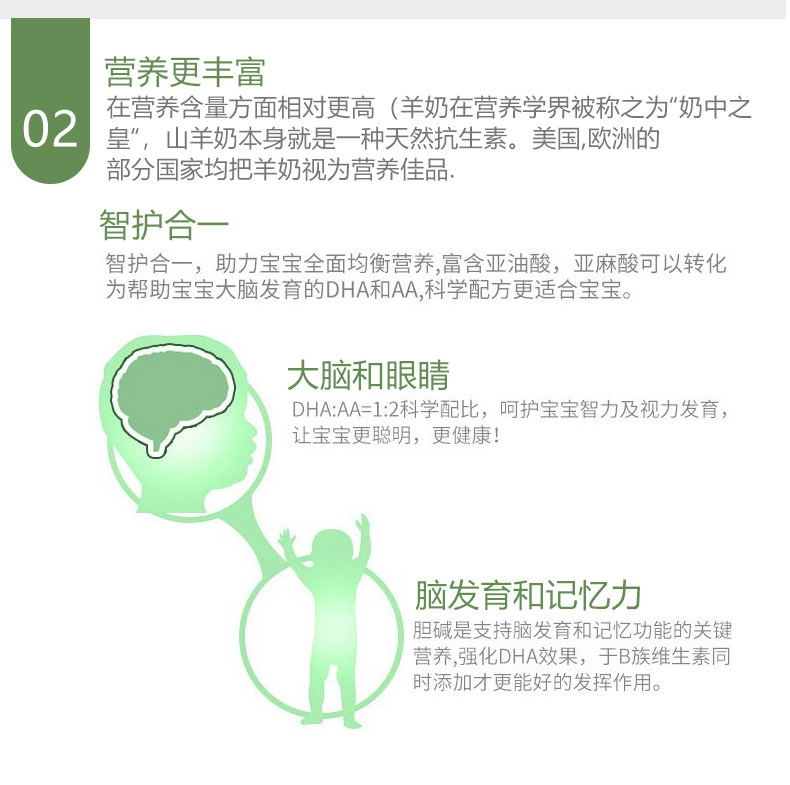 02
营养更丰富
在营养含量方面相对更高（羊奶在营养学界被称之为“奶中之
皇“，山羊奶本身就是一种天然抗生素。美国,欧洲的
部分国家均把羊奶视为营养佳品.
智护合一
智护合一，助力宝宝全面均衡营养,富含亚油酸，亚麻酸可以转化
为帮助宝宝大脑发育的DHA和AA,科学配方更适合宝宝。
大脑和眼睛
DHA:AA=1:2科学配比，呵护宝宝智力及视力发育，
让宝宝更聪明，更健康！
脑发育和记忆力
胆碱是支持脑发育和记忆功能的关键
营养,强化DHA效果，于B族维生素同
时添加才更能好的发挥作用。